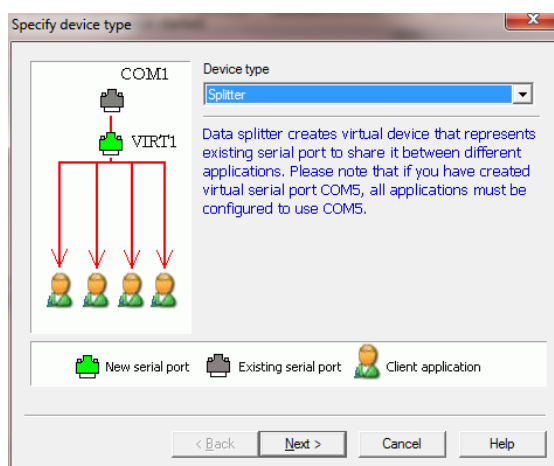 Specify device type
COM1
VIRT1
Device type
Splitter
Data splitter creates virtual device that represents
existing serial port to share it between different
applications. Please note that if you have created
virtual serial port COM5, all applications must be
configured to use COM5.
New serial port
Existing serial port
Client application
< Back
Next >
Cancel
Help